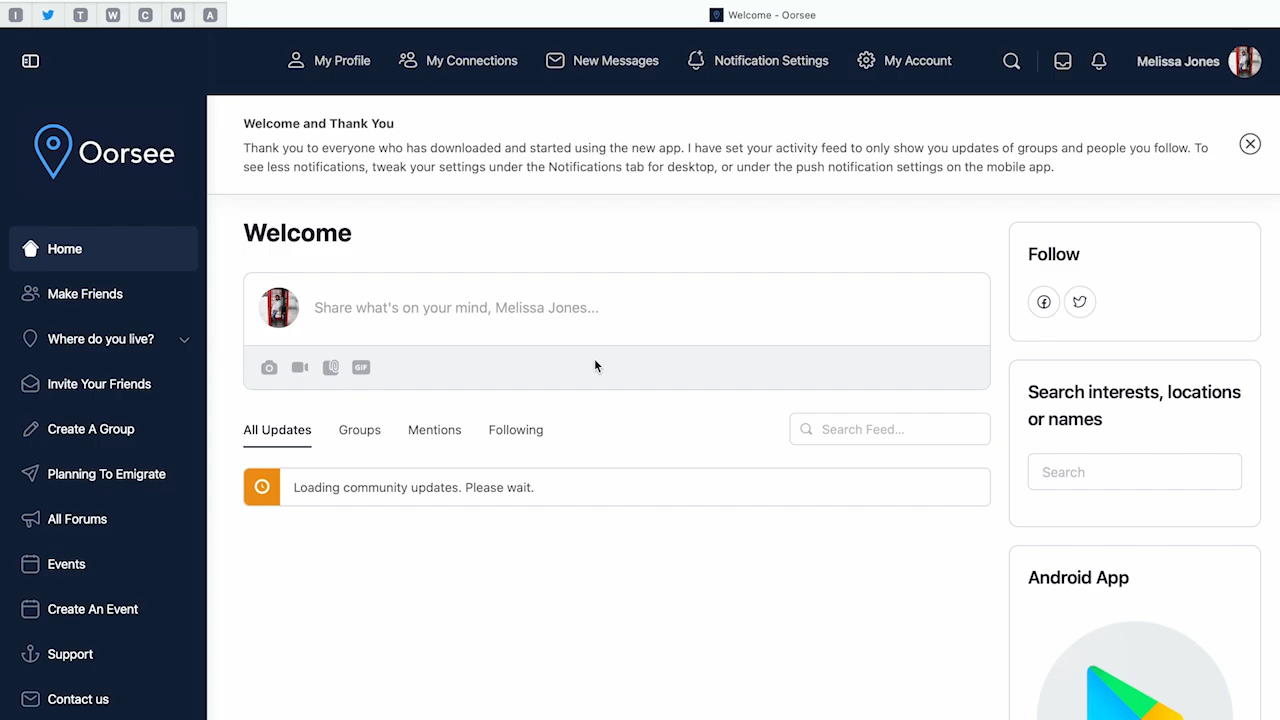 I T W C M A
Welcome - Oorsee
My Profile
My Connections
New Messages
Notification Settings
My Account
Melissa Jones
Oorsee
Home
Make Friends
Where do you live?
Invite Your Friends
Create A Group
Planning To Emigrate
All Forums
Events
Create An Event
Support
Contact us
Welcome and Thank You
Thank you to everyone who has downloaded and started using the new app. I have set your activity feed to only show you updates of groups and people you follow. To
see less notifications, tweak your settings under the Notifications tab for desktop, or under the push notification settings on the mobile app.
Welcome
Share what's on your mind, Melissa Jones...
GIF
All Updates
Groups
Mentions
Following
Search Feed...
Loading community updates. Please wait.
Follow
Search interests, locations
or names
Search
Android App